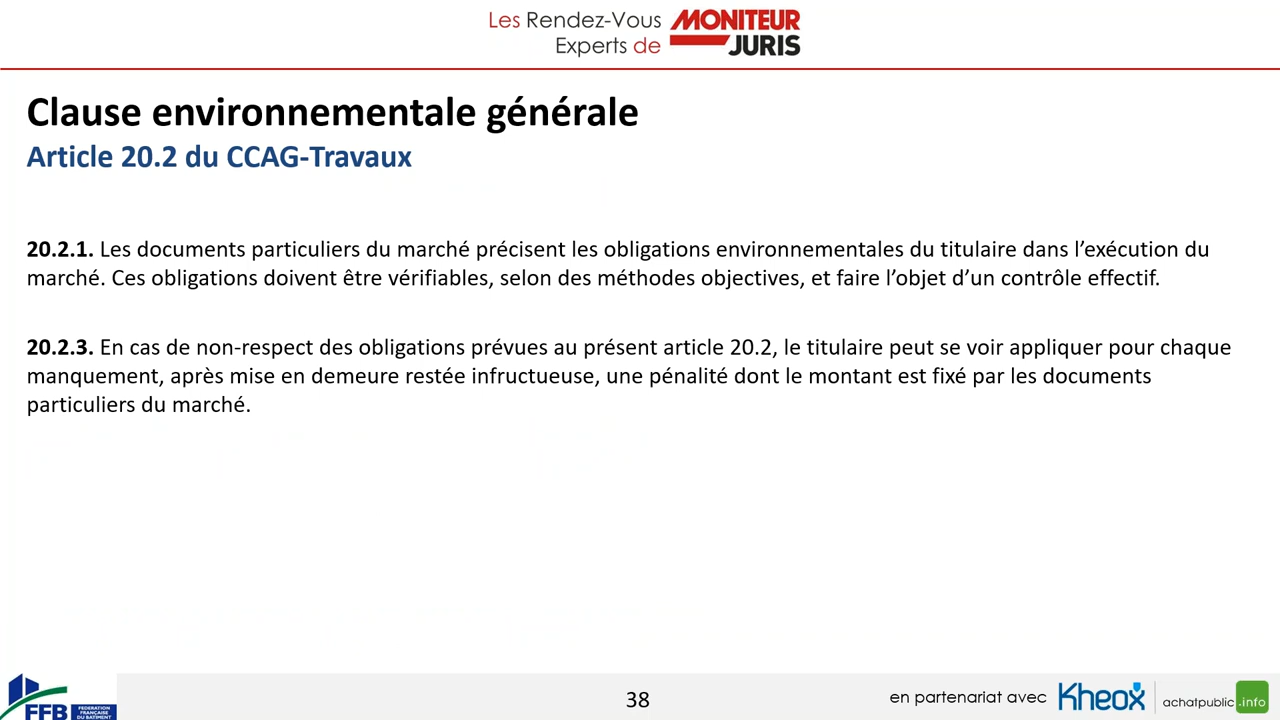 Les Rendez-Vous
Experts de
MONITEUR
JURIS
Clause environnementale générale
Article 20.2 du CCAG-Travaux
20.2.1. Les documents particuliers du marché précisent les obligations environnementales du titulaire dans l’exécution du
marché. Ces obligations doivent être vérifiables, selon des méthodes objectives, et faire l’objet d’un contrôle effectif.
20.2.3. En cas de non-respect des obligations prévues au présent article 20.2, le titulaire peut se voir appliquer pour chaque
manquement, après mise en demeure restée infructueuse, une pénalité dont le montant est fixé par les documents
particuliers du marché.
FFB
FEDERATION
FRANÇAISE
DU BÂTIMENT
38
en partenariat avec
Kheox
achatpublic.info